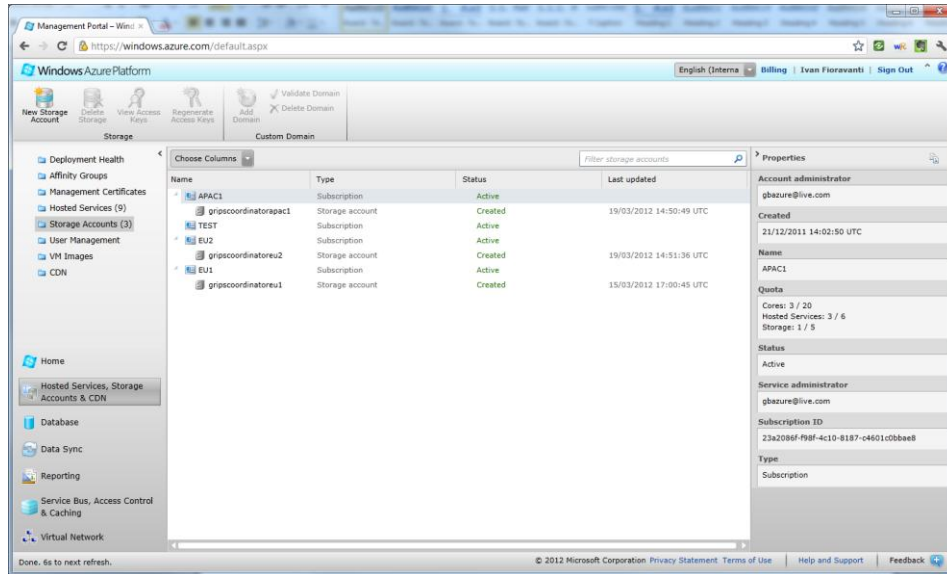 Management Portal – Wind
https://windows.azure.com/default.aspx
Windows Azure Platform
English (Interna
Billing | Ivan Fioravanti | Sign Out
New Storage Account
Delete Storage
View Access Keys
Regenerate Access Keys
Add Domain
Validate Domain
Delete Domain
Storage
Custom Domain
Deployment Health
Affinity Groups
Management Certificates
Hosted Services (9)
Storage Accounts (3)
User Management
VM Images
CDN
Home
Hosted Services, Storage Accounts & CDN
Database
Data Sync
Reporting
Service Bus, Access Control & Caching
Virtual Network
Choose Columns
Filter storage accounts
Name Type Status Last updated
APAC1 Subscription Active
gripscoordinatorapac1 Storage account Created 19/03/2012 14:50:49 UTC
TEST Subscription Active
EU2 Subscription Active
gripscoordinatoreu2 Storage account Created 19/03/2012 14:51:36 UTC
EU1 Subscription Active
gripscoordinatoreu1 Storage account Created 15/03/2012 17:00:45 UTC
Properties
Account administrator
gbazure@live.com
Created
21/12/2011 14:02:50 UTC
Name
APAC1
Quota
Cores: 3 / 20
Hosted Services: 3 / 6
Storage: 1 / 5
Status
Active
Service administrator
gbazure@live.com
Subscription ID
23a2086f-f98f-4c10-8187-c4601c0bbae8
Type
Subscription
Done. 6s to next refresh.
© 2012 Microsoft Corporation Privacy Statement Terms of Use | Help and Support | Feedback